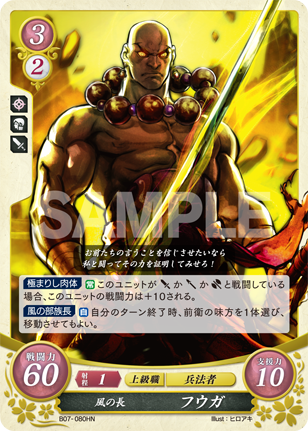 3
2
SAMPLE
お前たちの言うことを信じさせたいなら
私と闘ってその力を証明してみせろ！
極まりし肉体 常 このユニットが か か と戦闘している
場合、このユニットの戦闘力は＋10される。
風の部族長 自 自分のターン終了時、前衛の味方を1体選び、
移動させてもよい。
戦闘力
60
射程 1 上級職 兵法者
支援力
10
風の長 フウガ
B07-080HN Illust：ヒロアキ